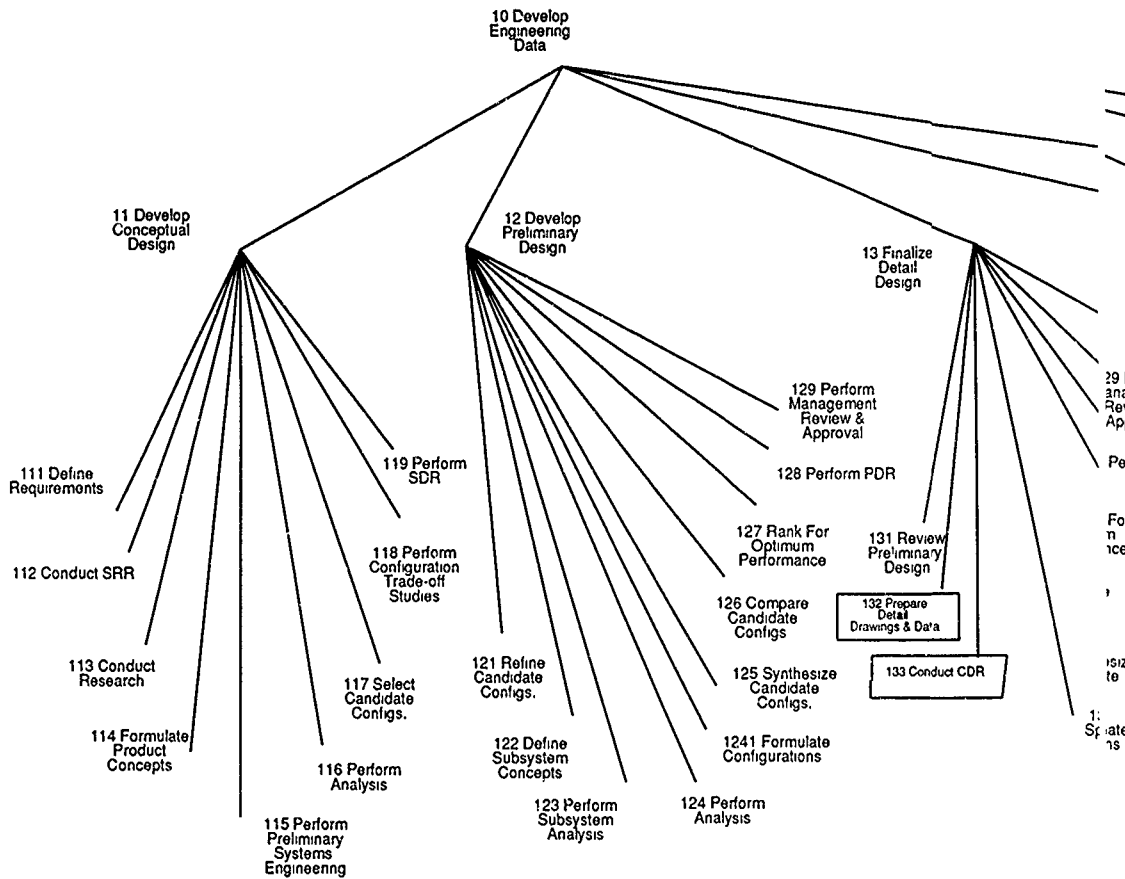 10 Develop
Engineering
Data
11 Develop
Conceptual
Design
12 Develop
Preliminary
Design
13 Finalize
Detail
Design
111 Define
Requirements
112 Conduct SRR
113 Conduct
Research
114 Formulate
Product
Concepts
115 Perform
Preliminary
Systems
Engineering
116 Perform
Analysis
117 Select
Candidate
Configs.
118 Perform
Configuration
Trade-off
Studies
119 Perform
SDR
121 Refine
Candidate
Configs.
122 Define
Subsystem
Concepts
123 Perform
Subsystem
Analysis
124 Perform
Analysis
1241 Formulate
Configurations
125 Synthesize
Candidate
Configs.
126 Compare
Candidate
Configs
127 Rank For
Optimum
Performance
128 Perform PDR
129 Perform
Management
Review &
Approval
131 Review
Preliminary
Design
132 Prepare
Detail
Drawings & Data
133 Conduct CDR